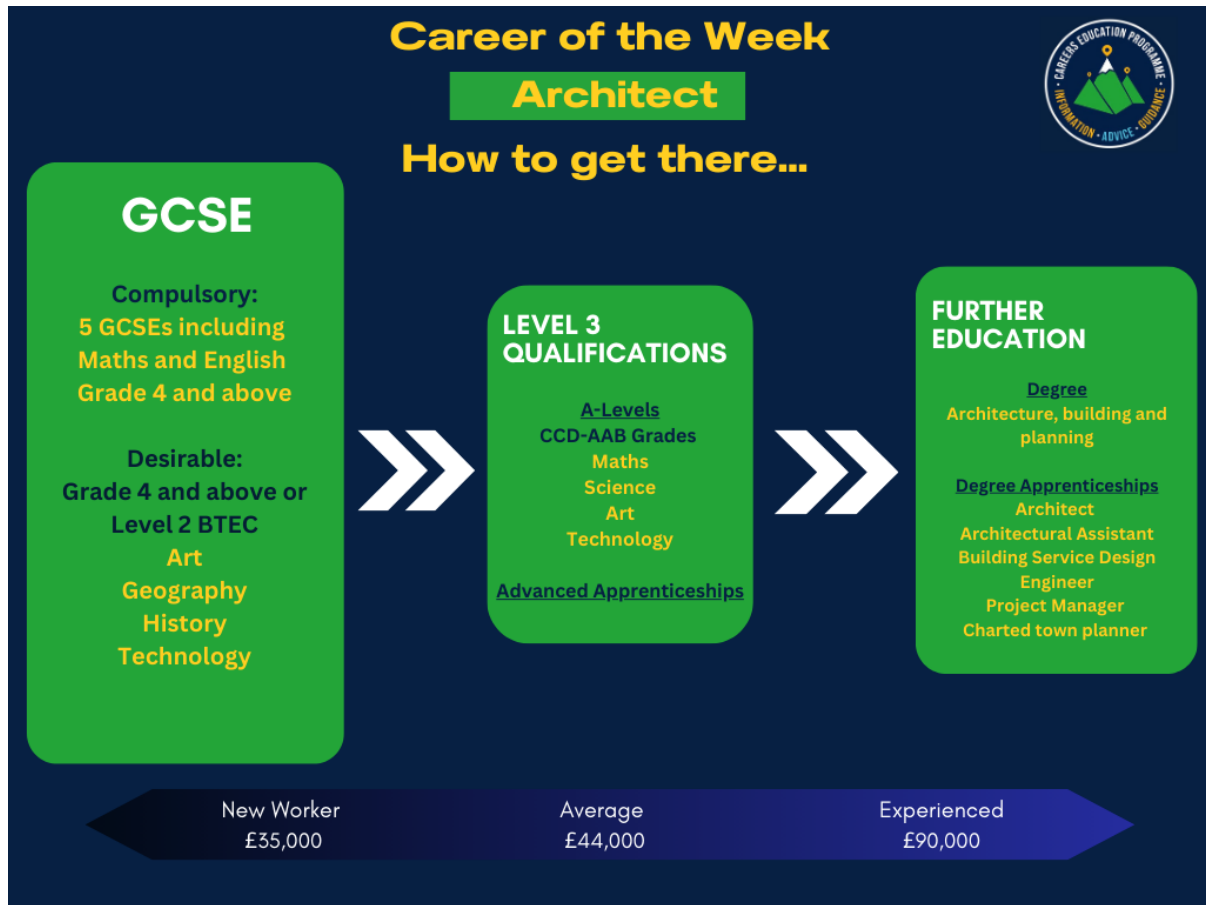 Career of the Week
Architect
How to get there...
CAREERS EDUCATION PROGRAMME
• INFORMATION • ADVICE • GUIDANCE •
GCSE
Compulsory:
5 GCSEs including
Maths and English
Grade 4 and above
Desirable:
Grade 4 and above or
Level 2 BTEC
Art
Geography
History
Technology
LEVEL 3
QUALIFICATIONS
A-Levels
CCD-AAB Grades
Maths
Science
Art
Technology
Advanced Apprenticeships
FURTHER
EDUCATION
Degree
Architecture, building and
planning
Degree Apprenticeships
Architect
Architectural Assistant
Building Service Design
Engineer
Project Manager
Charted town planner
New Worker
£35,000
Average
£44,000
Experienced
£90,000